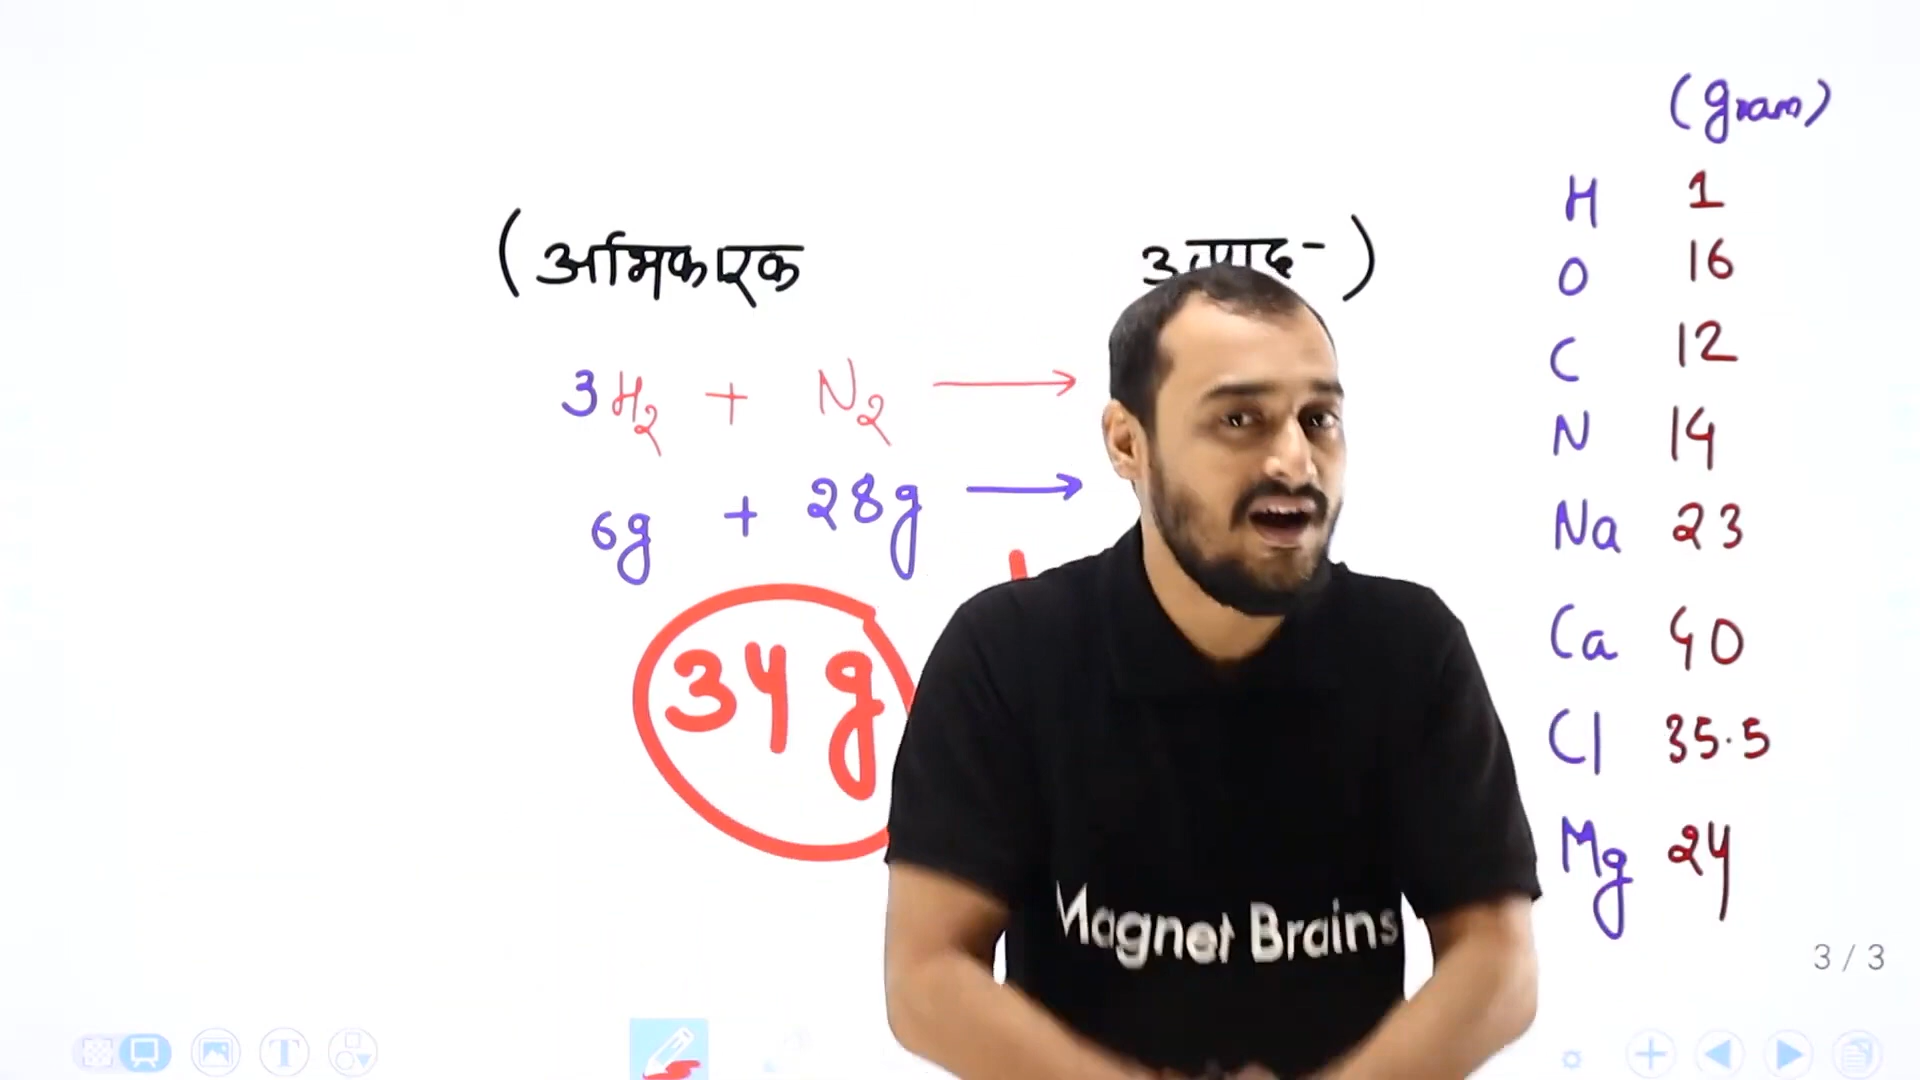 (gram)
(अभिकारक उत्पाद)
3H₂ + N₂ →
6g + 28g →
34g
H 1
O 16
C 12
N 14
Na 23
Ca 40
Cl 35.5
Mg 24
Magnet Brains
3 / 3
T